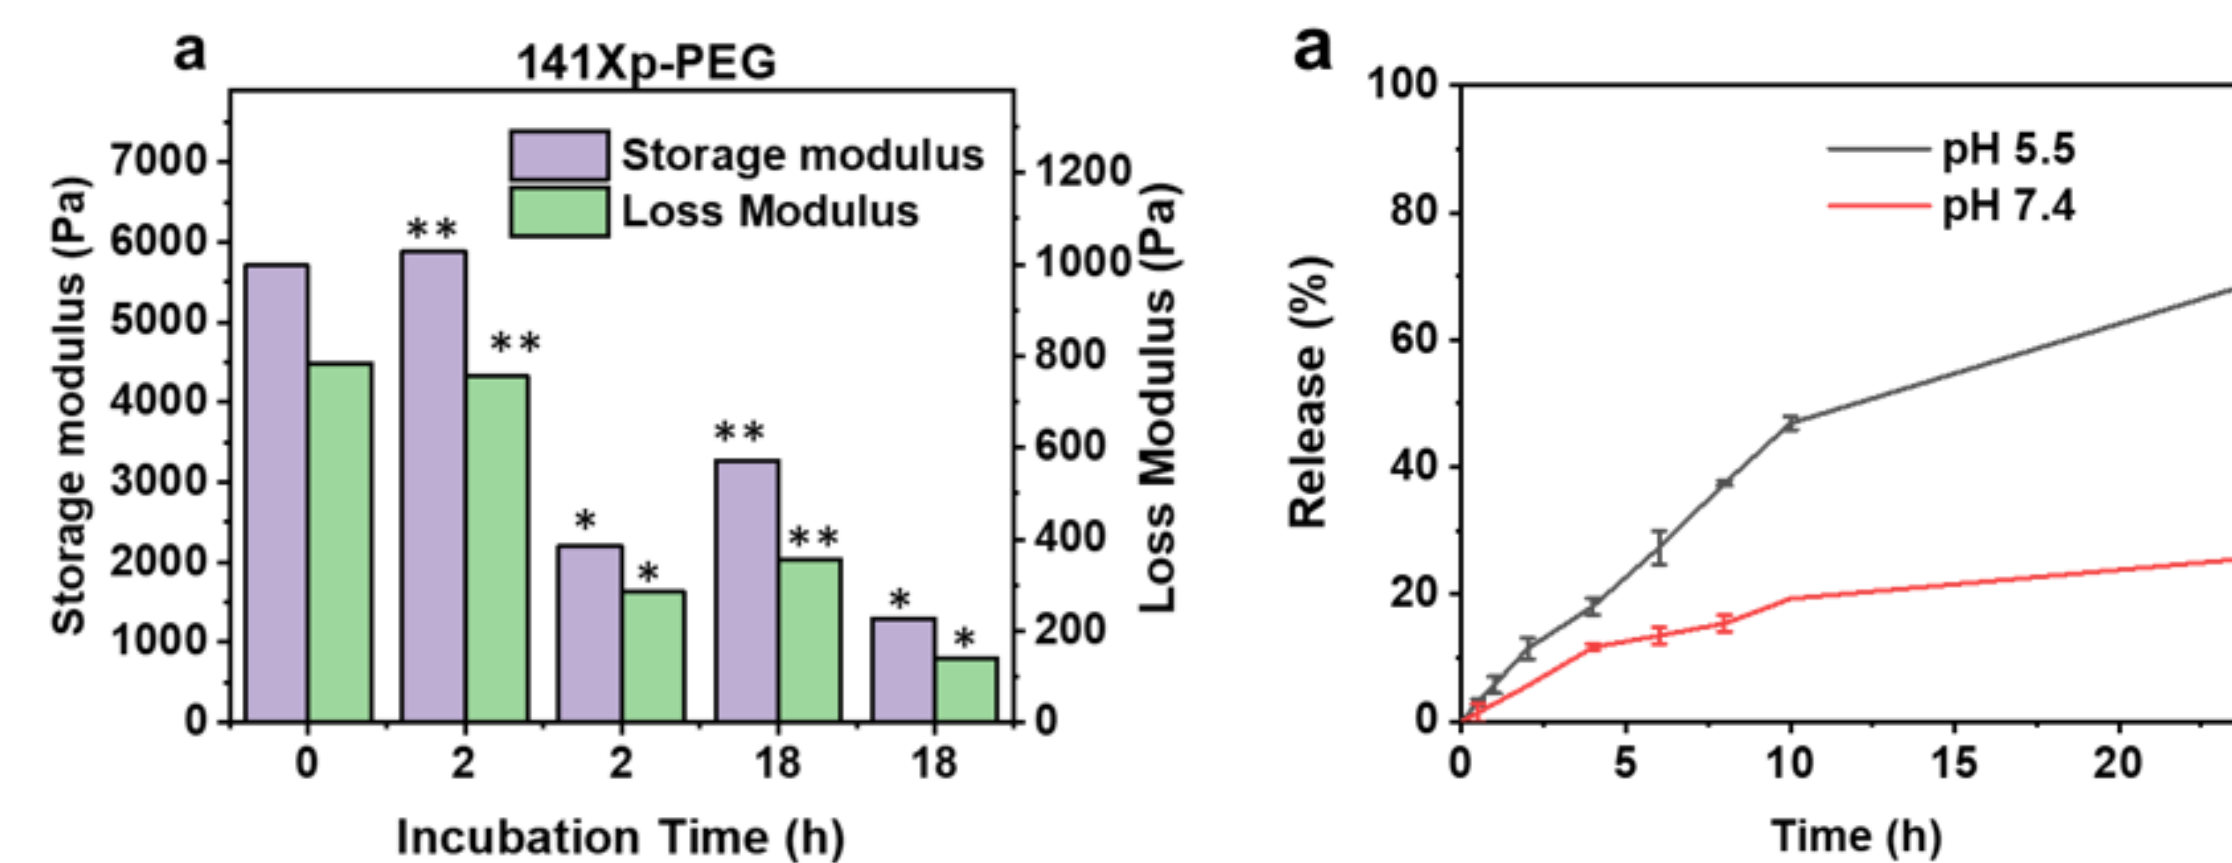 a
141Xp-PEG
Storage modulus
Loss Modulus
Storage modulus (Pa)
7000
6000
5000
4000
3000
2000
1000
0
**
**
*
*
**
**
*
*
1200
1000
800
600
400
200
0
Loss Modulus (Pa)
0 2 2 18 18
Incubation Time (h)
a
pH 5.5
pH 7.4
Release (%)
100
80
60
40
20
0
0 5 10 15 20
Time (h)